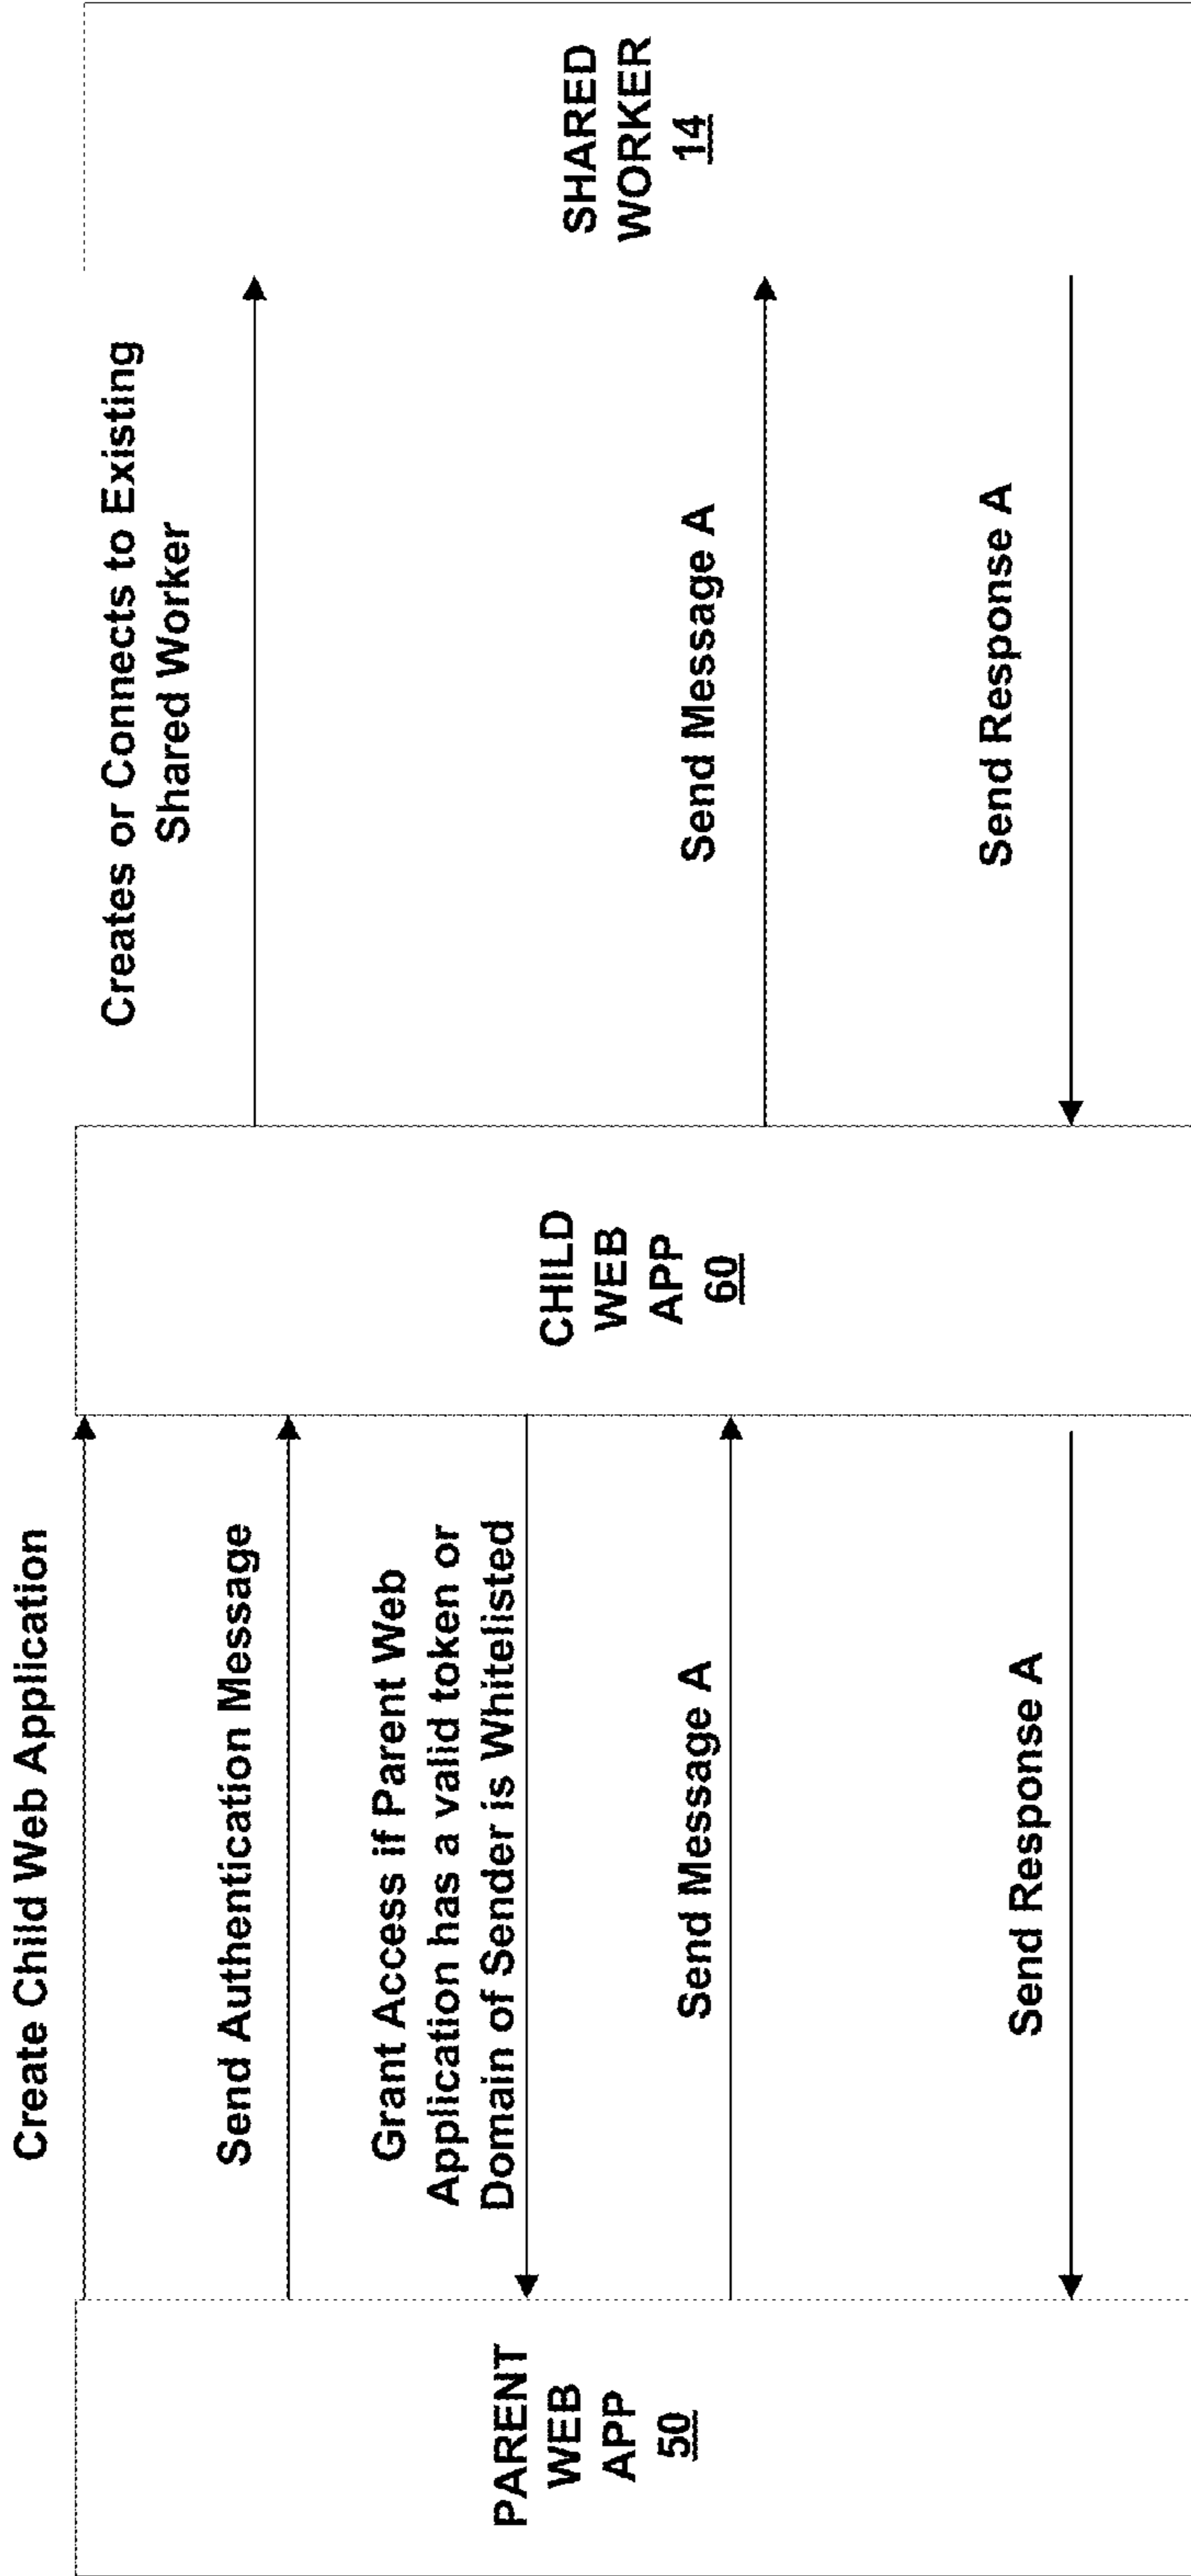 Create Child Web Application
Creates or Connects to Existing
Shared Worker
Send Authentication Message
Grant Access if Parent Web
Application has a valid token or
Domain of Sender is Whitelisted
PARENT
WEB
APP
50
CHILD
WEB
APP
60
SHARED
WORKER
14
Send Message A
Send Message A
Send Response A
Send Response A